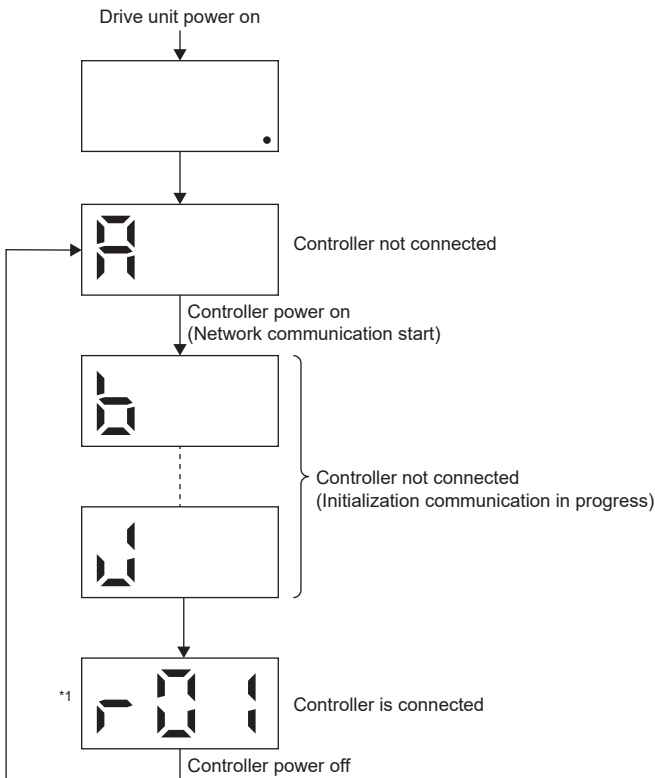 Drive unit power on
A
Controller not connected
Controller power on
(Network communication start)
b
Controller not connected
(Initialization communication in progress)
J
*1
r01
Controller is connected
Controller power off